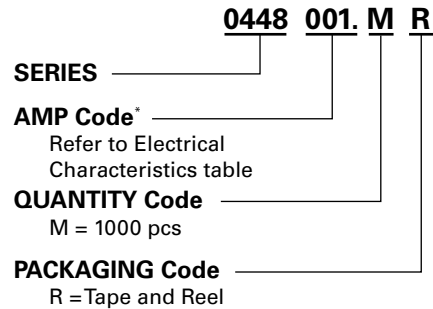 0448 001. M R
SERIES
AMP Code*
Refer to Electrical
Characteristics table
QUANTITY Code
M = 1000 pcs
PACKAGING Code
R =Tape and Reel